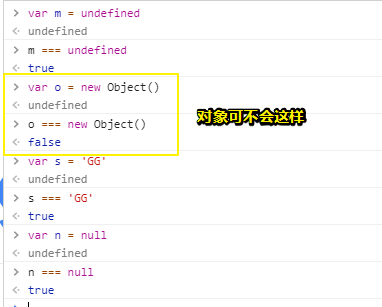 > var m = undefined
< undefined
> m === undefined
< true
> var o = new Object()
< undefined
> o === new Object()
对象可不会这样
< false
> var s = 'GG'
< undefined
> s === 'GG'
< true
> var n = null
< undefined
> n === null
< true
>